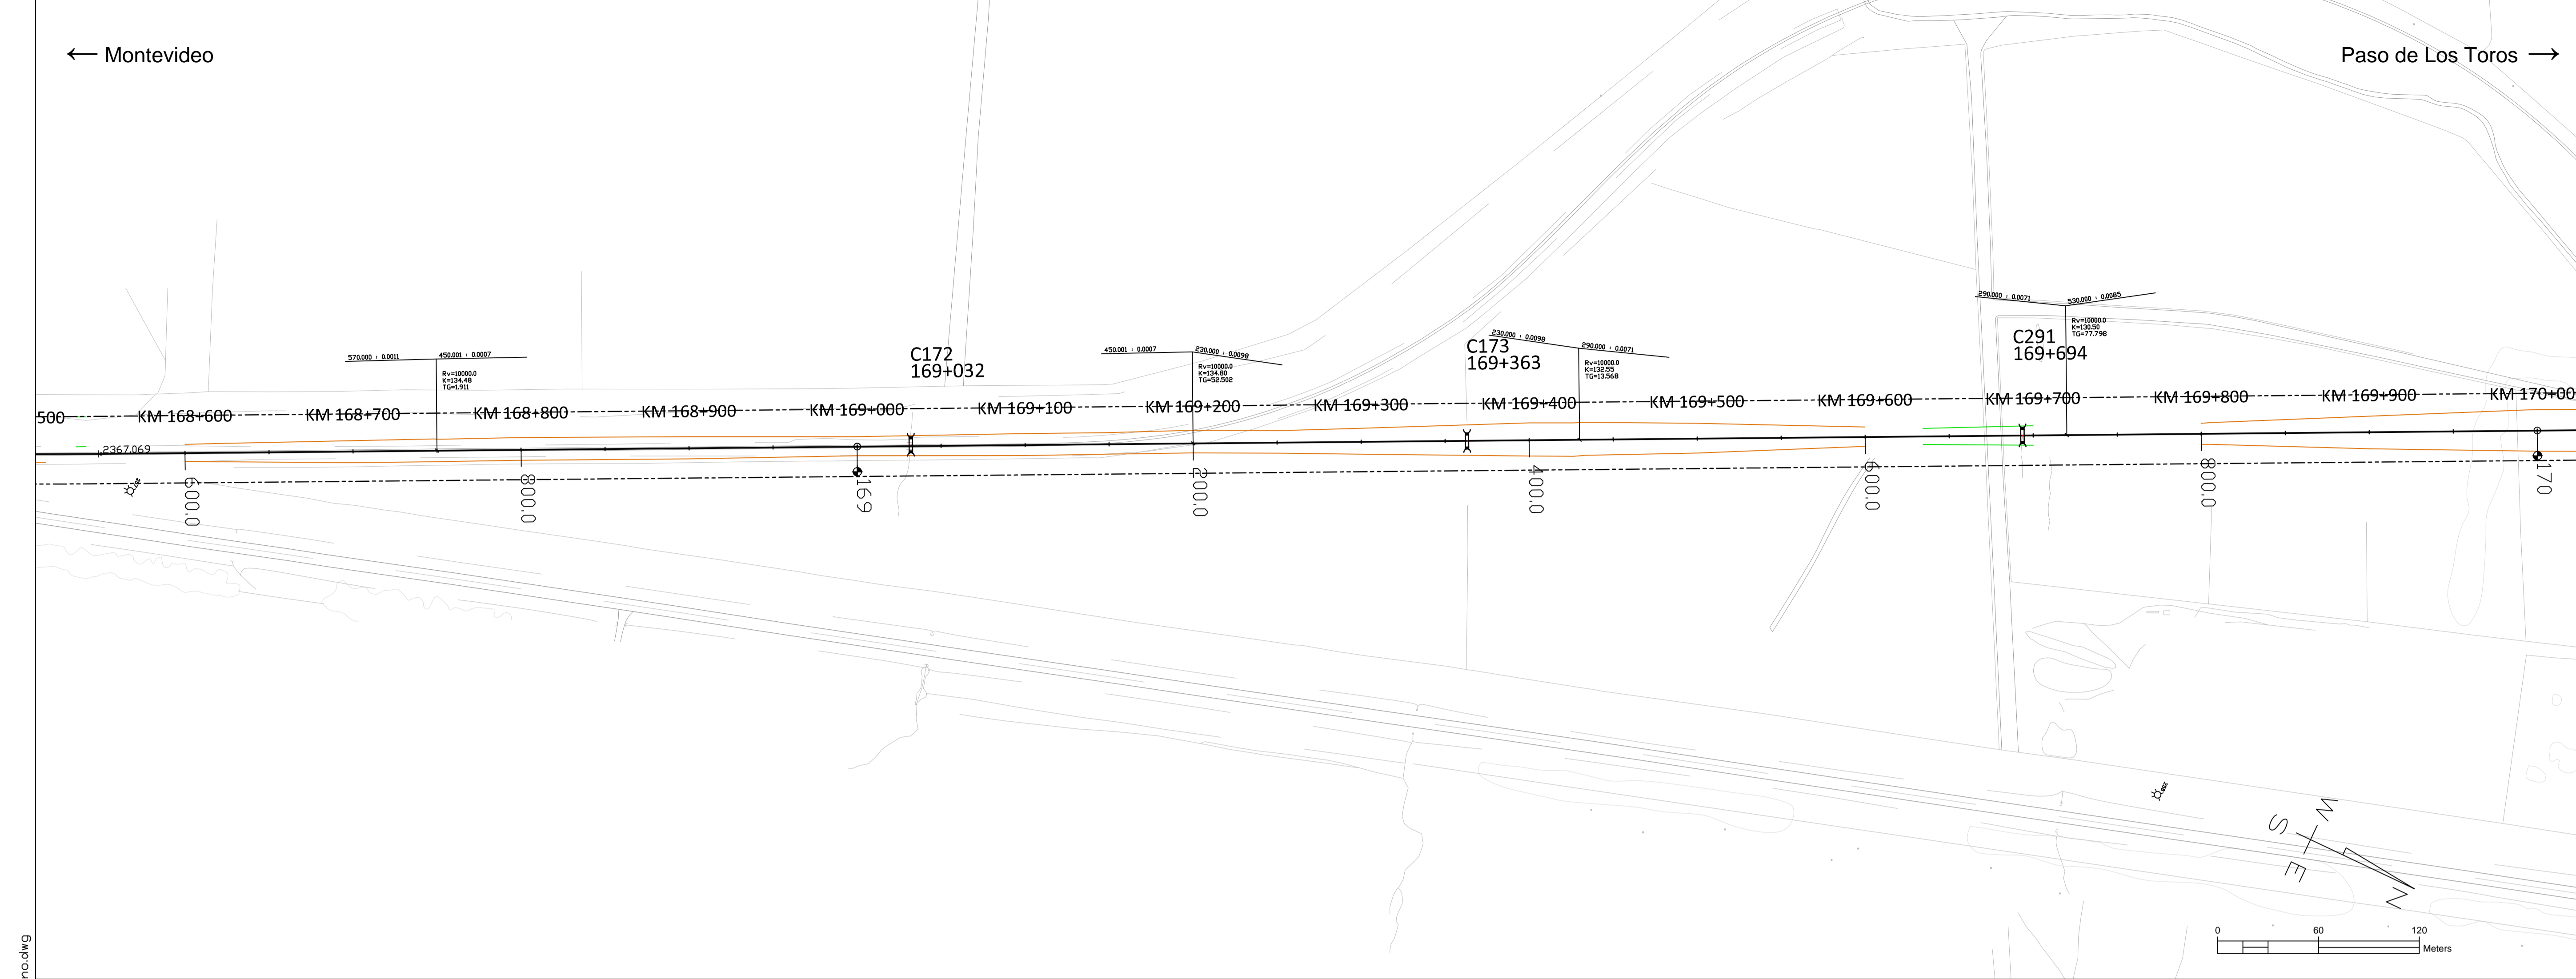 ← Montevideo
Paso de Los Toros →
290.000 : 0.0071
530.000 : 0.0085
Rv=10000.0
K=130.50
TG=77.798
C291
169+694
230.000 : 0.0098
290.000 : 0.0071
Rv=10000.0
K=132.55
TG=13.568
C173
169+363
450.001 : 0.0007
230.000 : 0.0098
Rv=10000.0
K=134.80
TG=52.502
C172
169+032
570.000 : 0.0011
450.001 : 0.0007
Rv=10000.0
K=134.48
TG=1.911
500
KM 168+600
KM 168+700
KM 168+800
KM 168+900
KM 169+000
KM 169+100
KM 169+200
KM 169+300
KM 169+400
KM 169+500
KM 169+600
KM 169+700
KM 169+800
KM 169+900
KM 170+00
2367.069
600.0
800.0
169
200.0
400.0
600.0
800.0
170
W
S
E
N
0
60
120
Meters
no.dwg